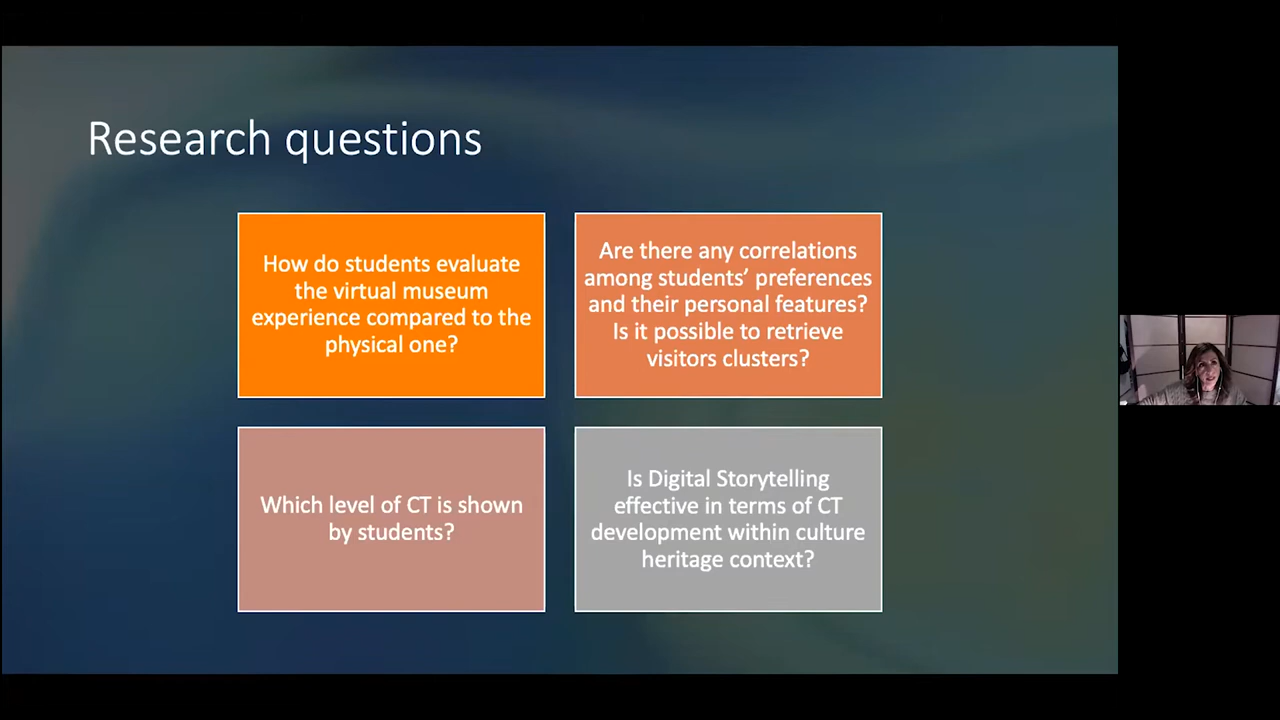 Research questions
How do students evaluate
the virtual museum
experience compared to the
physical one?
Are there any correlations
among students’ preferences
and their personal features?
Is it possible to retrieve
visitors clusters?
Which level of CT is shown
by students?
Is Digital Storytelling
effective in terms of CT
development within culture
heritage context?